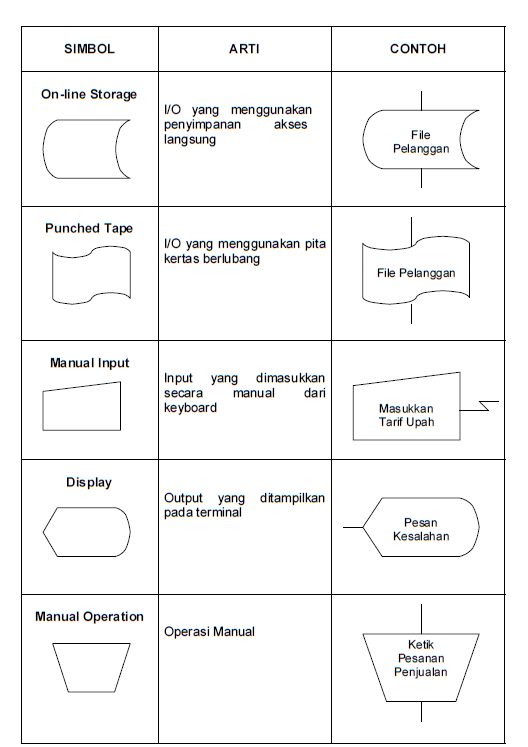 SIMBOL ARTI CONTOH
On-line Storage
I/O yang menggunakan
penyimpanan akses
langsung
File
Pelanggan
Punched Tape
I/O yang menggunakan pita
kertas berlubang
File Pelanggan
Manual Input
Input yang dimasukkan
secara manual dari
keyboard
Masukkan
Tarif Upah
Display
Output yang ditampilkan
pada terminal
Pesan
Kesalahan
Manual Operation
Operasi Manual
Ketik
Pesanan
Penjualan